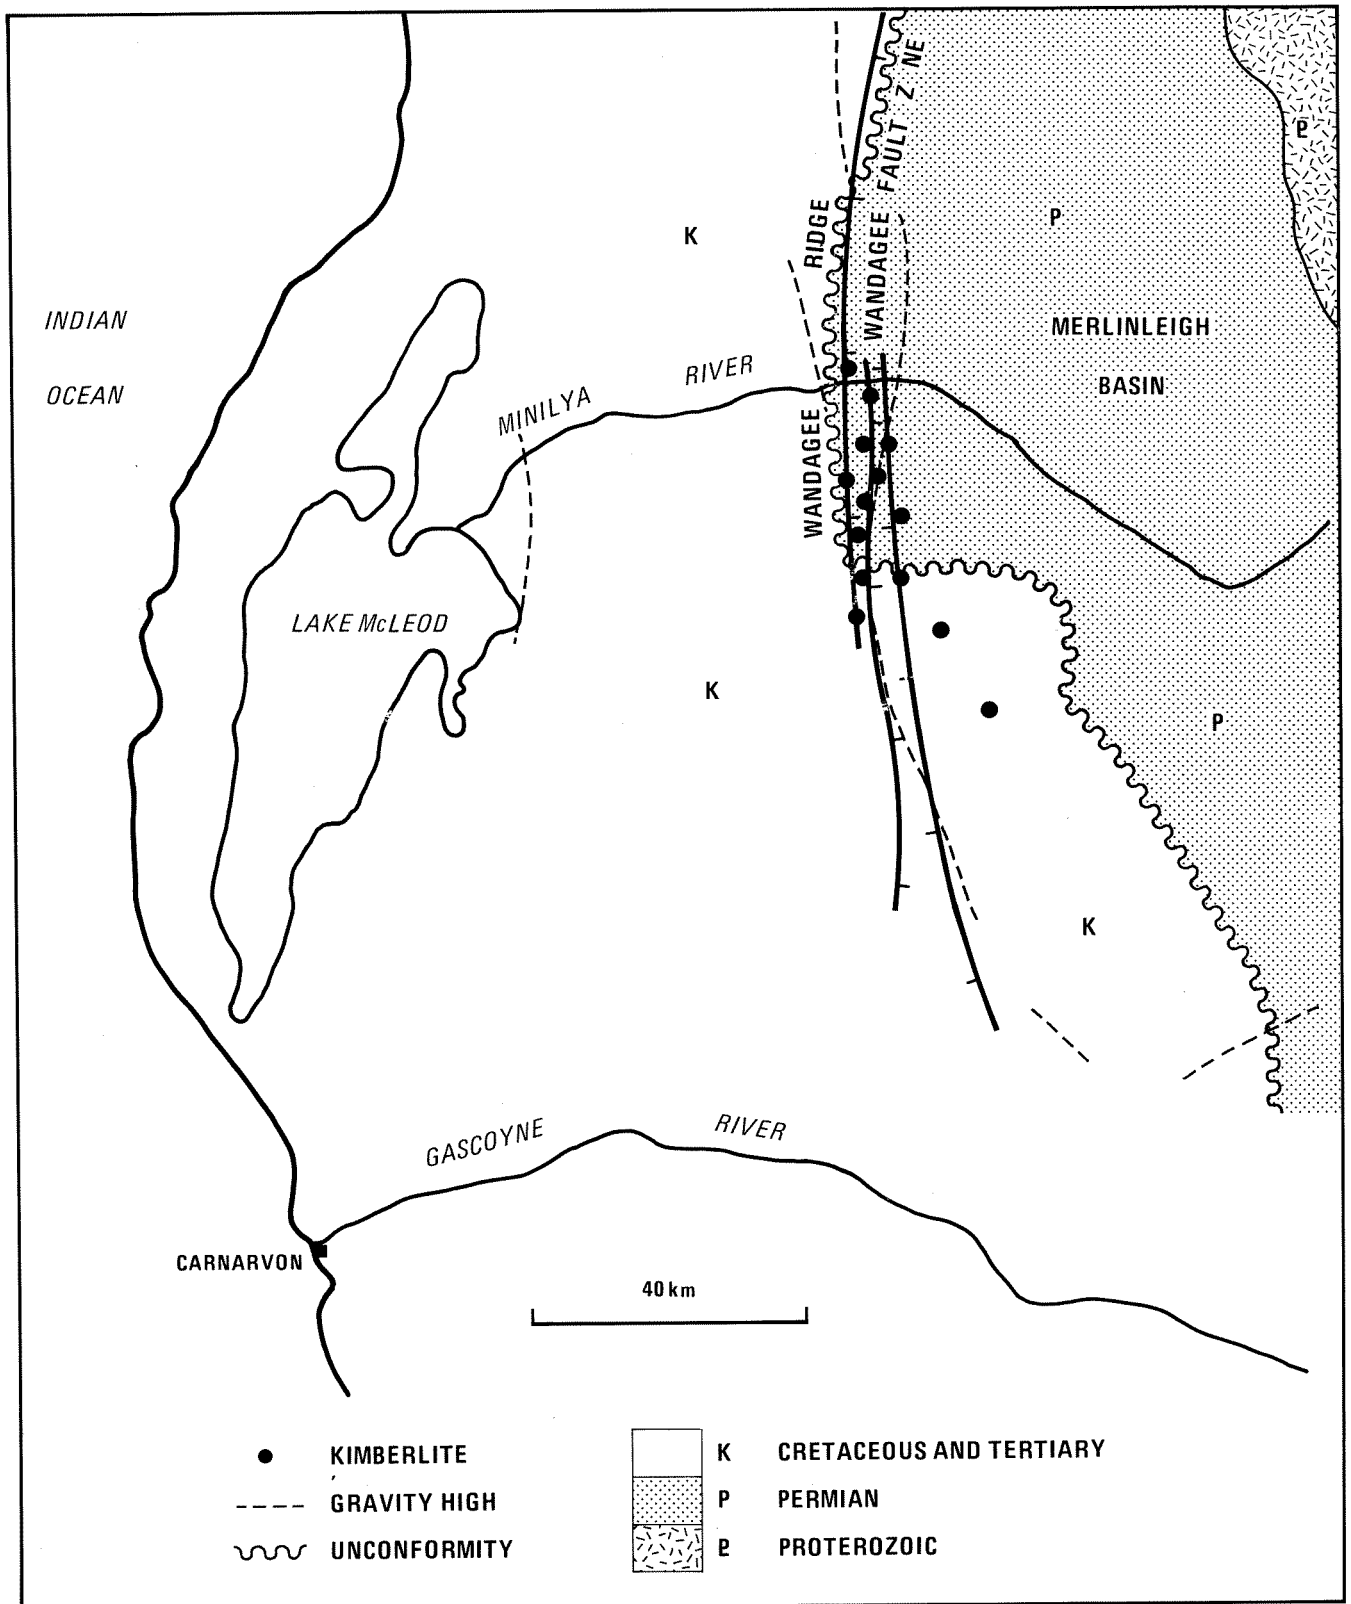 WANDAGEE FAULT Z NE
P
K
RIDGE
P
INDIAN
OCEAN
MERLINLEIGH
BASIN
RIVER
MINILYA
WANDAGEE
LAKE McLEOD
K
P
K
GASCOYNE
RIVER
CARNARVON
40 km
KIMBERLITE
GRAVITY HIGH
UNCONFORMITY
K CRETACEOUS AND TERTIARY
P PERMIAN
P PROTEROZOIC